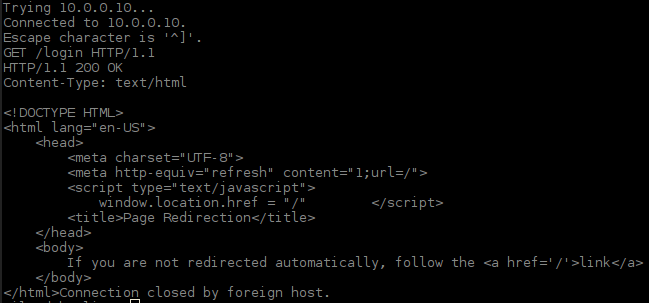 Trying 10.0.0.10...
Connected to 10.0.0.10.
Escape character is '^]'.
GET /login HTTP/1.1
HTTP/1.1 200 OK
Content-Type: text/html

<!DOCTYPE HTML>
<html lang="en-US">
    <head>
        <meta charset="UTF-8">
        <meta http-equiv="refresh" content="1;url=/">
        <script type="text/javascript">
            window.location.href = "/"        </script>
        <title>Page Redirection</title>
    </head>
    <body>
        If you are not redirected automatically, follow the <a href='/'>link</a>
    </body>
</html>Connection closed by foreign host.